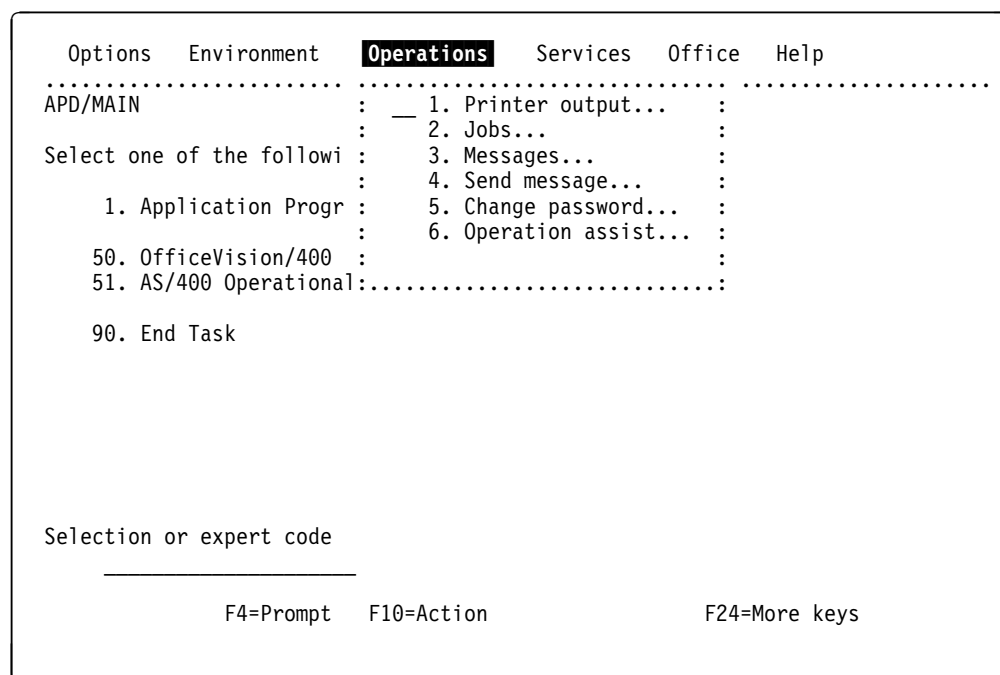 Options   Environment   Operations   Services   Office   Help
......................... ............................... .....................
APD/MAIN                  :  __ 1. Printer output...    :
                          :     2. Jobs...              :
Select one of the followi :     3. Messages...          :
                          :     4. Send message...      :
     1. Application Progr :     5. Change password...   :
                          :     6. Operation assist...  :
    50. OfficeVision/400  :                             :
    51. AS/400 Operational:.............................:
    90. End Task
Selection or expert code
     _____________________
               F4=Prompt   F10=Action                  F24=More keys